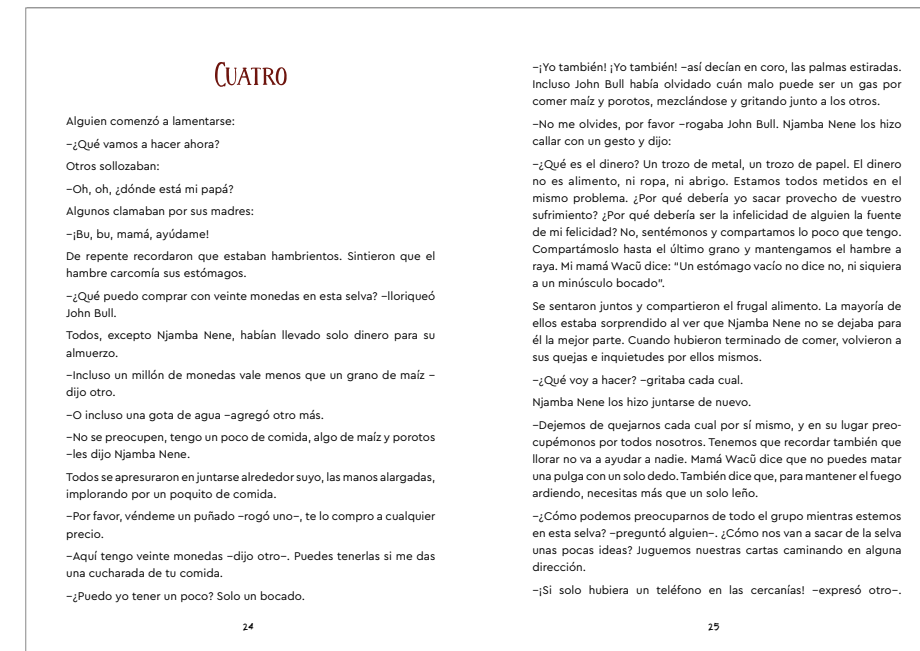 Cuatro
Alguien comenzó a lamentarse:
–¿Qué vamos a hacer ahora?
Otros sollozaban:
–Oh, oh, ¿dónde está mi papá?
Algunos clamaban por sus madres:
–¡Bu, bu, mamá, ayúdame!
De repente recordaron que estaban hambrientos. Sintieron que el
hambre carcomía sus estómagos.
–¿Qué puedo comprar con veinte monedas en esta selva? –lloriqueó
John Bull.
Todos, excepto Njamba Nene, habían llevado solo dinero para su
almuerzo.
–Incluso un millón de monedas vale menos que un grano de maíz –
dijo otro.
–O incluso una gota de agua –agregó otro más.
–No se preocupen, tengo un poco de comida, algo de maíz y porotos
–les dijo Njamba Nene.
Todos se apresuraron en juntarse alrededor suyo, las manos alargadas,
implorando por un poquito de comida.
–Por favor, véndeme un puñado –rogó uno–, te lo compro a cualquier
precio.
–Aquí tengo veinte monedas –dijo otro–. Puedes tenerlas si me das
una cucharada de tu comida.
–¿Puedo yo tener un poco? Solo un bocado.
24
–¡Yo también! ¡Yo también! –así decían en coro, las palmas estiradas.
Incluso John Bull había olvidado cuán malo puede ser un gas por
comer maíz y porotos, mezclándose y gritando junto a los otros.
–No me olvides, por favor –rogaba John Bull. Njamba Nene los hizo
callar con un gesto y dijo:
–¿Qué es el dinero? Un trozo de metal, un trozo de papel. El dinero
no es alimento, ni ropa, ni abrigo. Estamos todos metidos en el
mismo problema. ¿Por qué debería yo sacar provecho de vuestro
sufrimiento? ¿Por qué debería ser la infelicidad de alguien la fuente
de mi felicidad? No, sentémonos y compartamos lo poco que tengo.
Compartámoslo hasta el último grano y mantengamos el hambre a
raya. Mi mamá Wacũ dice: “Un estómago vacío no dice no, ni siquiera
a un minúsculo bocado”.
Se sentaron juntos y compartieron el frugal alimento. La mayoría de
ellos estaba sorprendido al ver que Njamba Nene no se dejaba para
él la mejor parte. Cuando hubieron terminado de comer, volvieron a
sus quejas e inquietudes por ellos mismos.
–¿Qué voy a hacer? –gritaba cada cual.
Njamba Nene los hizo juntarse de nuevo.
–Dejemos de quejarnos cada cual por sí mismo, y en su lugar preo-
cupémonos por todos nosotros. Tenemos que recordar también que
llorar no va a ayudar a nadie. Mamá Wacũ dice que no puedes matar
una pulga con un solo dedo. También dice que, para mantener el fuego
ardiendo, necesitas más que un solo leño.
–¿Cómo podemos preocuparnos de todo el grupo mientras estemos
en esta selva? –preguntó alguien–. ¿Cómo nos van a sacar de la selva
unas pocas ideas? Juguemos nuestras cartas caminando en alguna
dirección.
–¡Si solo hubiera un teléfono en las cercanías! –expresó otro–.
25